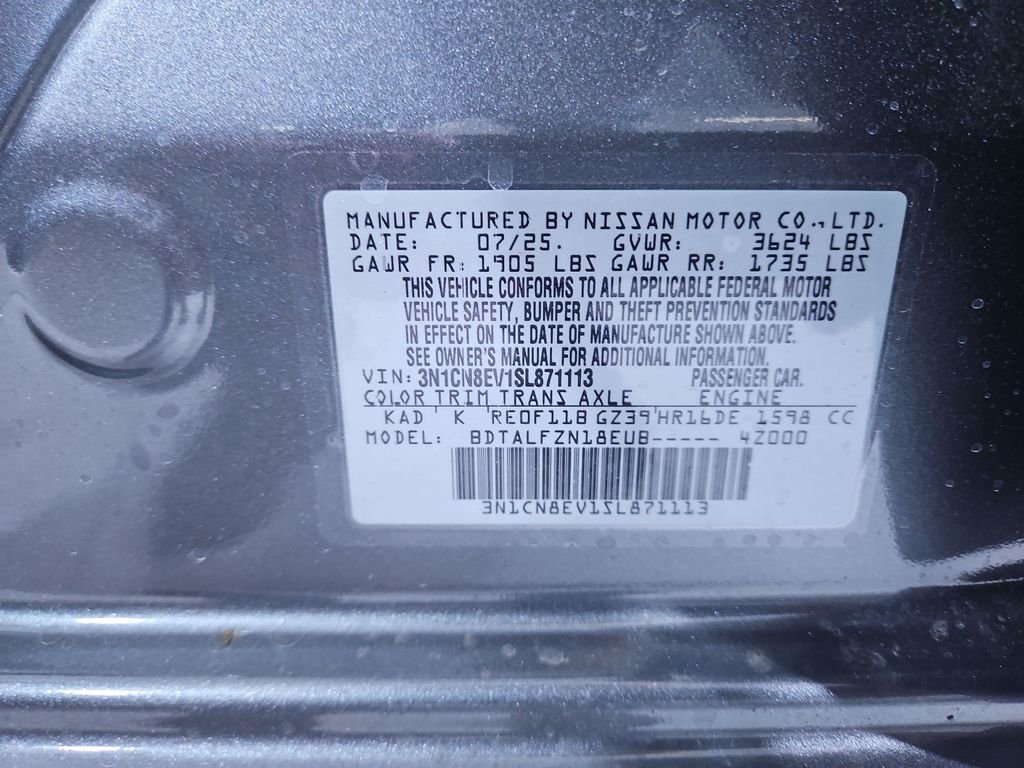 MANUFACTURED BY NISSAN MOTOR CO., LTD.
DATE: 07/25. GVWR: 3624 LBS
GAWR FR: 1905 LBS GAWR RR: 1735 LBS
THIS VEHICLE CONFORMS TO ALL APPLICABLE FEDERAL MOTOR
VEHICLE SAFETY, BUMPER AND THEFT PREVENTION STANDARDS
IN EFFECT ON THE DATE OF MANUFACTURE SHOWN ABOVE.
SEE OWNER'S MANUAL FOR ADDITIONAL INFORMATION.
VIN: 3N1CN8EV1SL871113 PASSENGER CAR.
COLOR TRIM TRANS AXLE ENGINE
KAD K RE0F11B GZ39 HR16DE 1598 CC
MODEL: BDTALFZN18EUB----- 4Z000
3N1CN8EV1SL871113